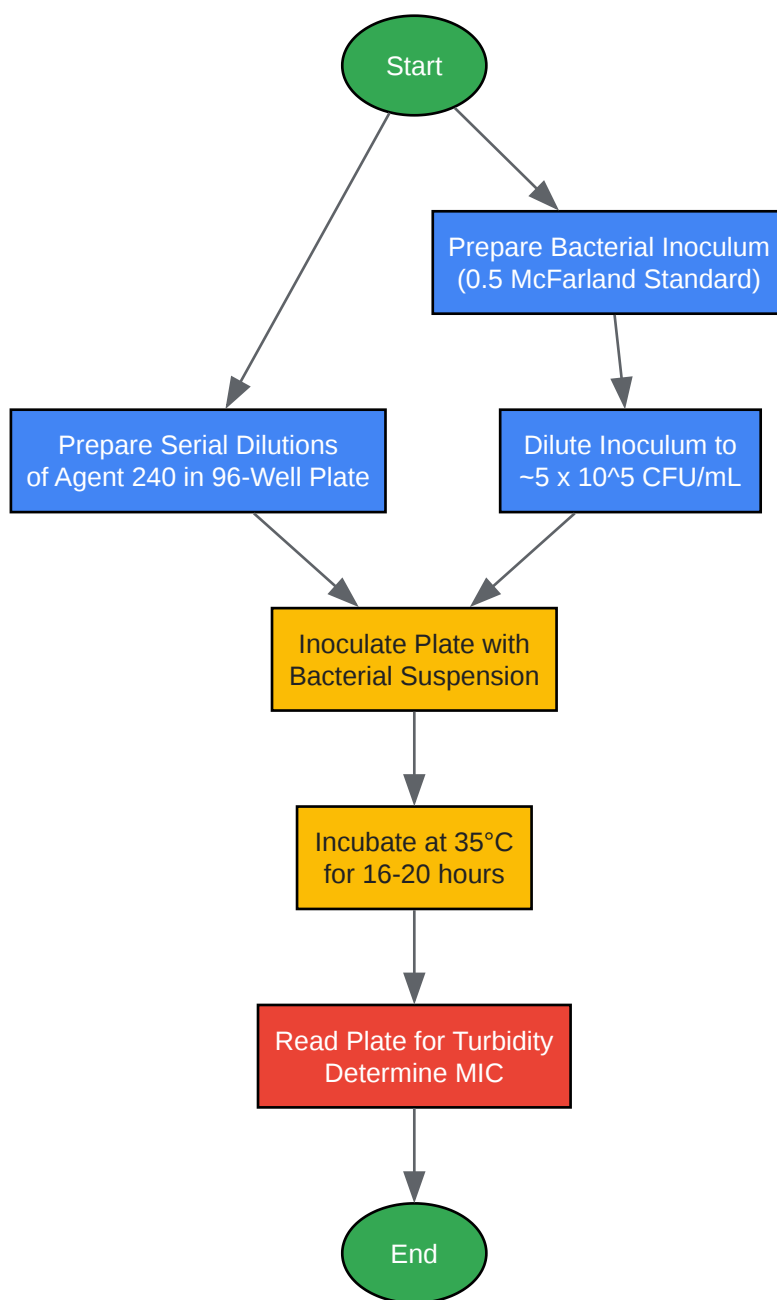 Start
Prepare Bacterial Inoculum
(0.5 McFarland Standard)
Prepare Serial Dilutions
of Agent 240 in 96-Well Plate
Dilute Inoculum to
~5 x 10^5 CFU/mL
Inoculate Plate with
Bacterial Suspension
Incubate at 35°C
for 16-20 hours
Read Plate for Turbidity
Determine MIC
End